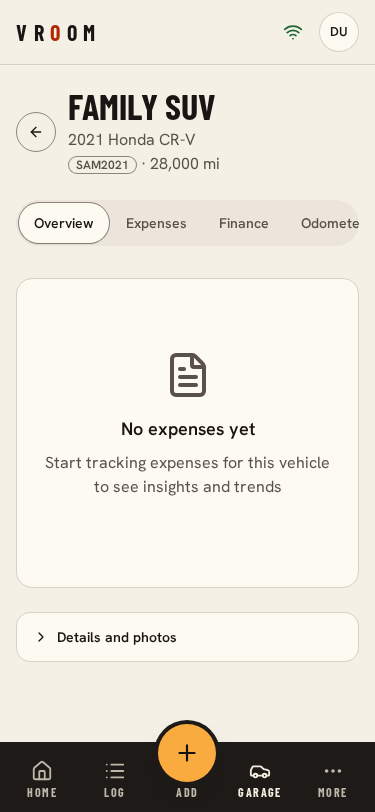 VROOM
DU
FAMILY SUV
2021 Honda CR-V
SAM2021 · 28,000 mi
Overview Expenses Finance Odomete
No expenses yet
Start tracking expenses for this vehicle
to see insights and trends
Details and photos
HOME LOG ADD GARAGE MORE